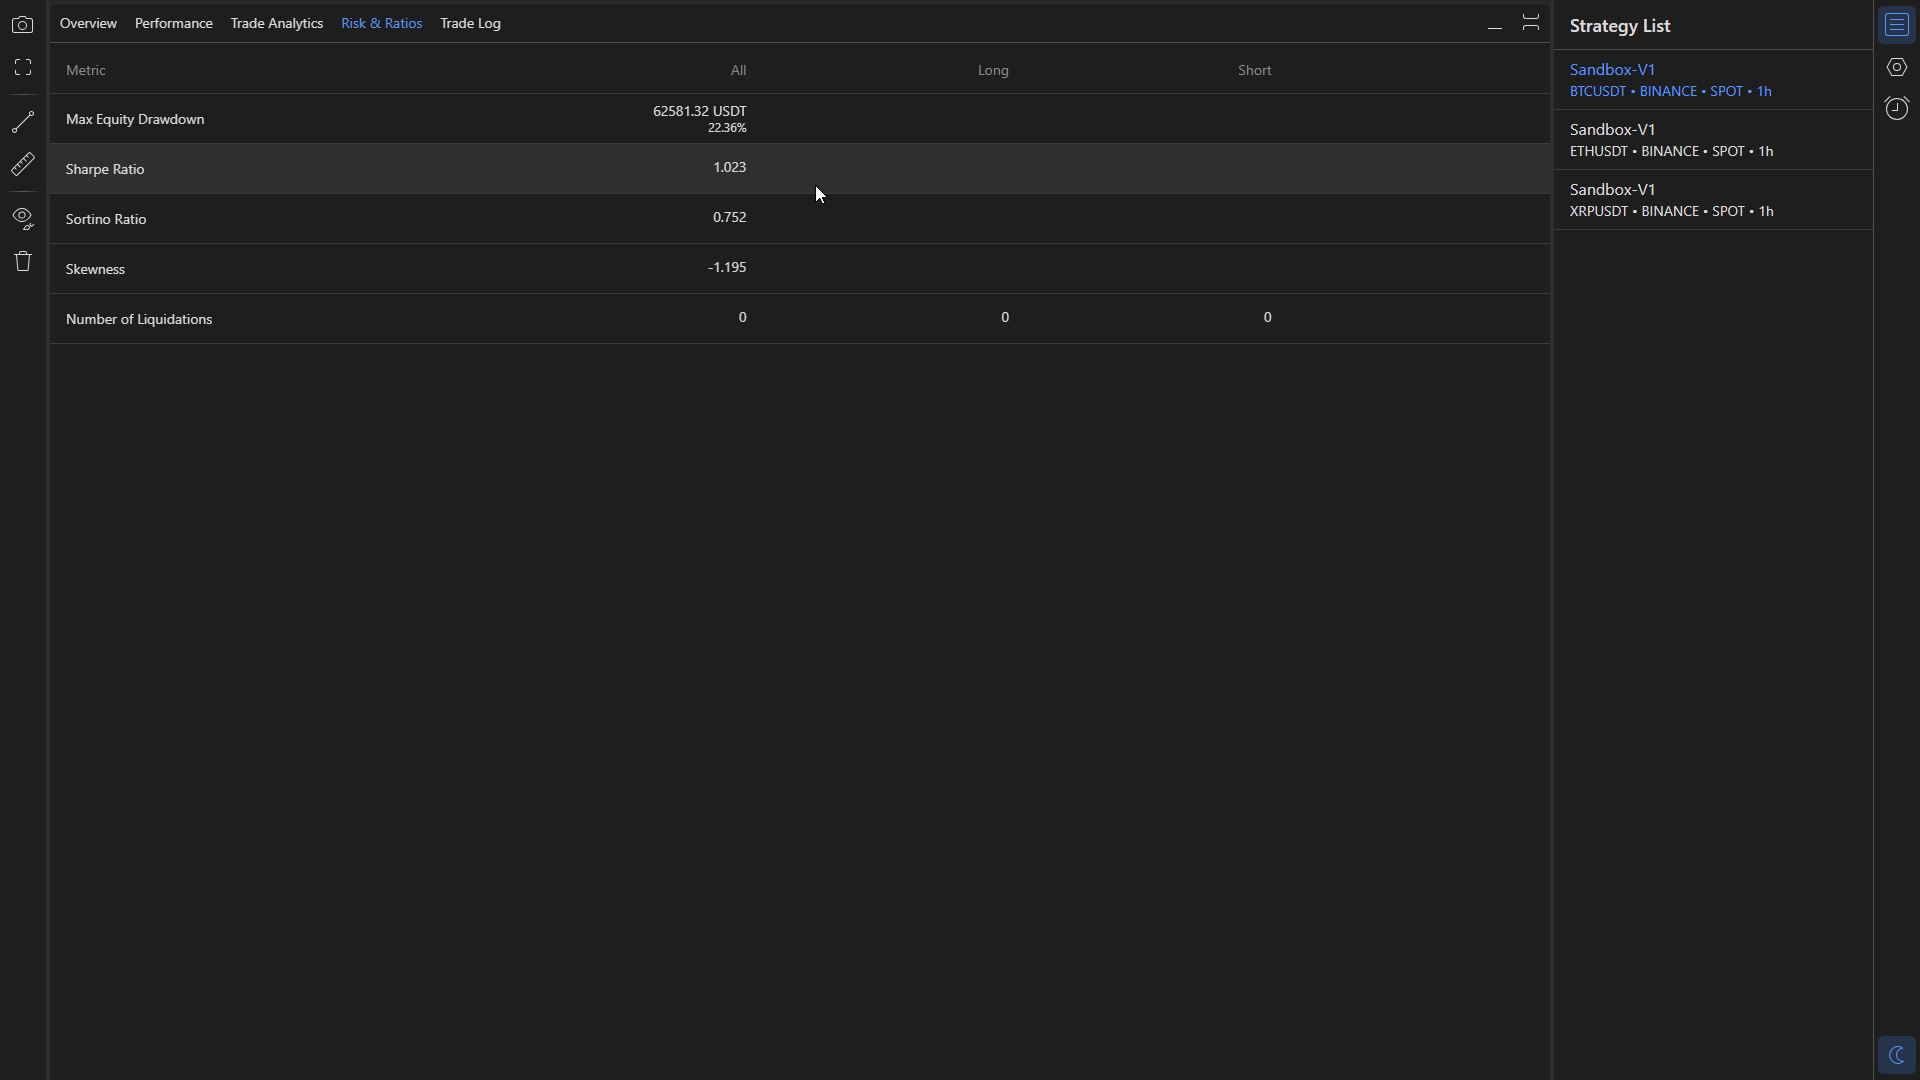 Overview Performance Trade Analytics Risk & Ratios Trade Log
Metric All Long Short
Max Equity Drawdown 62581.32 USDT
22.36%
Sharpe Ratio 1.023
Sortino Ratio 0.752
Skewness -1.195
Number of Liquidations 0 0 0
Strategy List
Sandbox-V1
BTCUSDT • BINANCE • SPOT • 1h
Sandbox-V1
ETHUSDT • BINANCE • SPOT • 1h
Sandbox-V1
XRPUSDT • BINANCE • SPOT • 1h